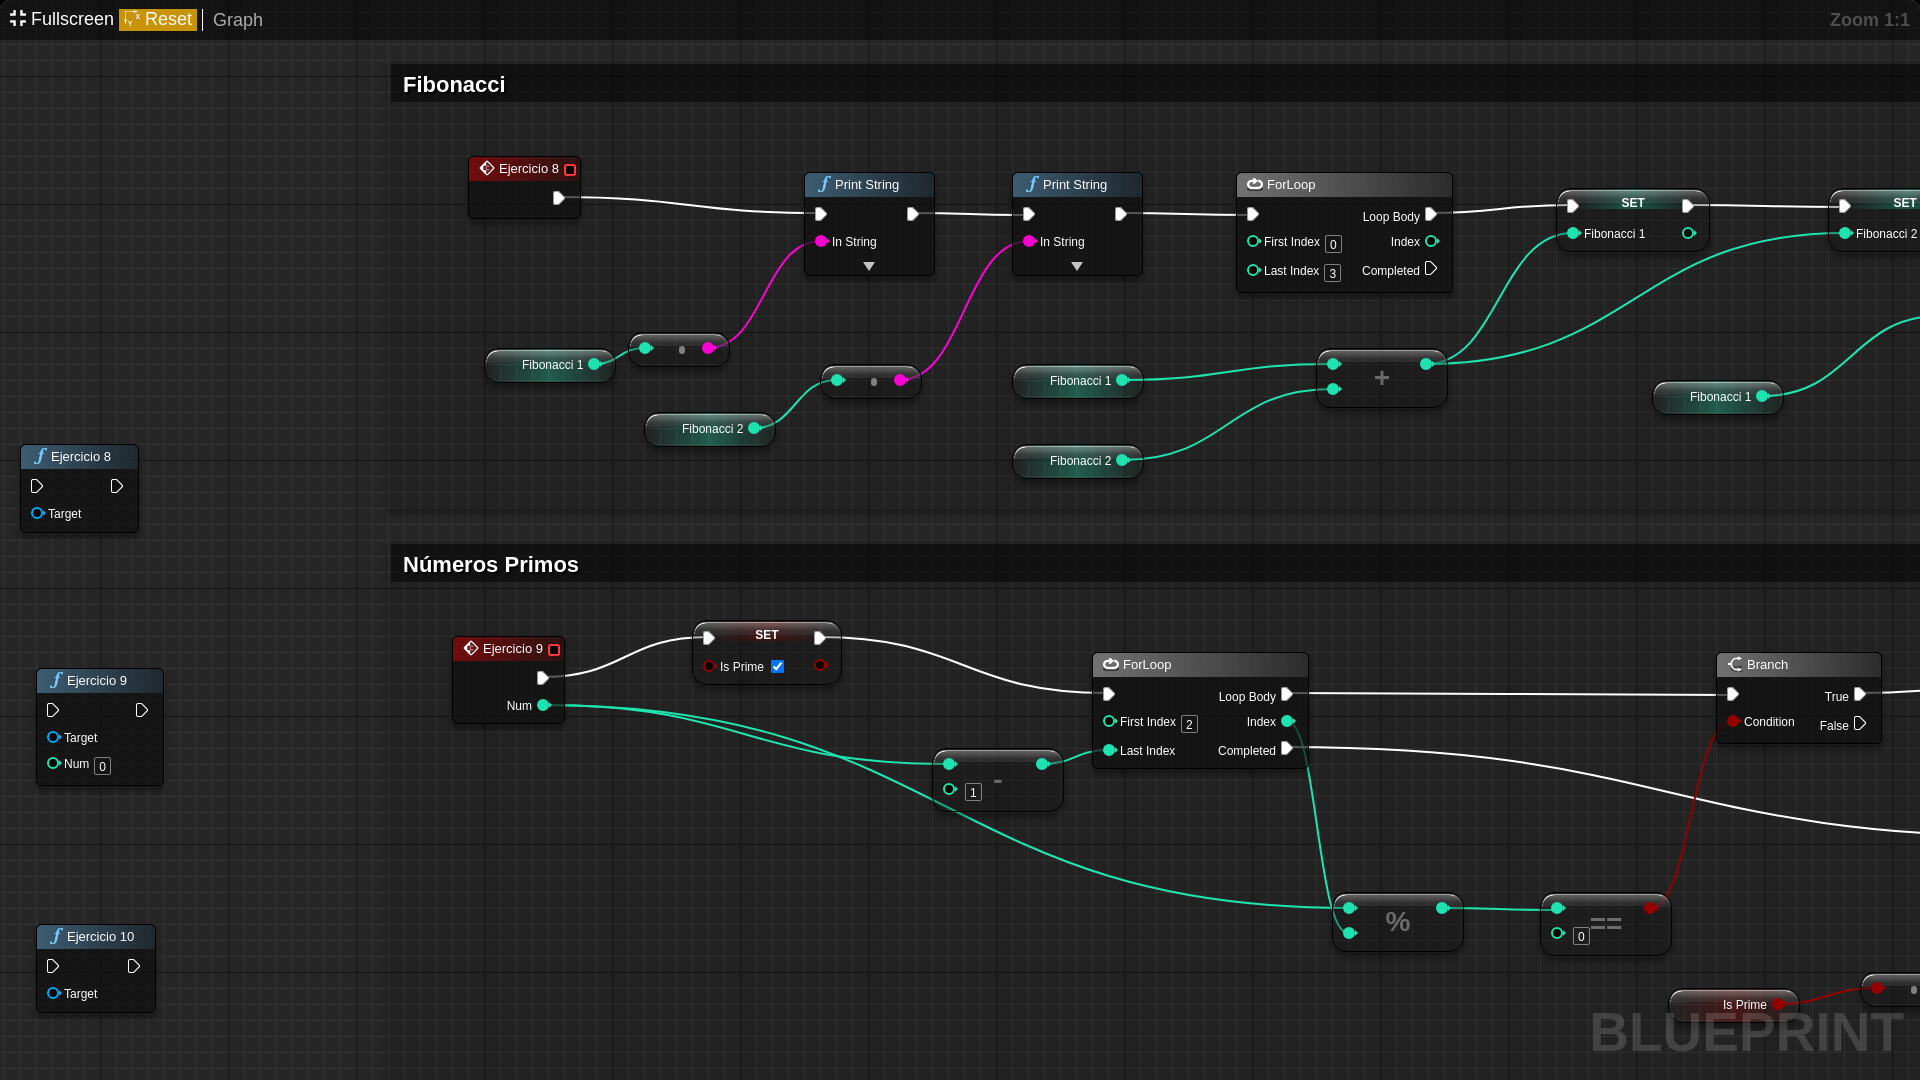 Fullscreen Reset Graph Zoom 1:1
Fibonacci
Ejercicio 8
Print String
In String
Print String
In String
ForLoop
Loop Body
First Index 0 Index
Last Index 3 Completed
SET
Fibonacci 1
SET
Fibonacci 2
Fibonacci 1
Fibonacci 2
Fibonacci 1
+
Fibonacci 2
Fibonacci 1
Ejercicio 8
Target
Números Primos
Ejercicio 9
Num
SET
Is Prime
ForLoop
Loop Body
First Index 2 Index
Last Index Completed
Branch
True
Condition
False
Ejercicio 9
Target
Num 0
-
1
%
==
0
Ejercicio 10
Target
Is Prime
BLUEPRINT